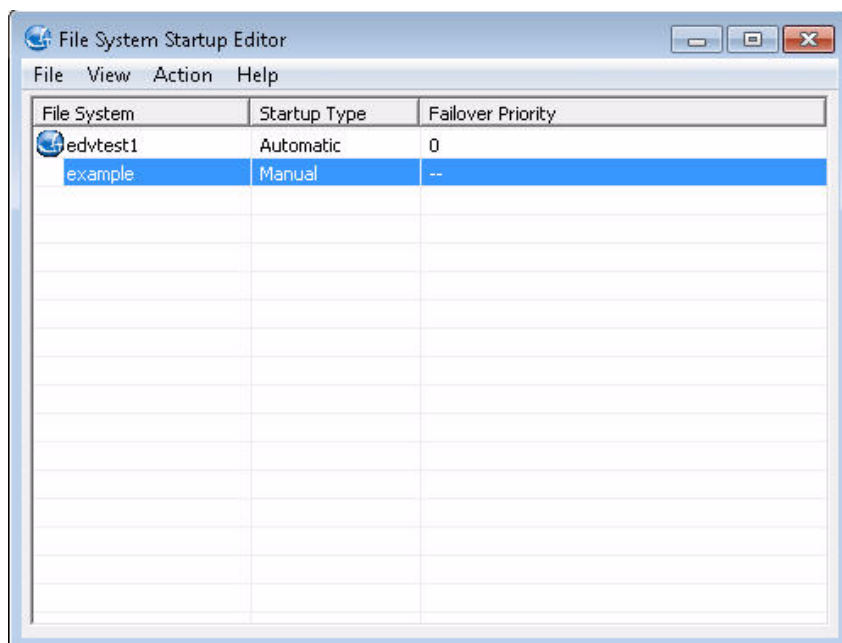 File System Startup Editor
File View Action Help
File System Startup Type Failover Priority
edvtest1 Automatic 0
example Manual --